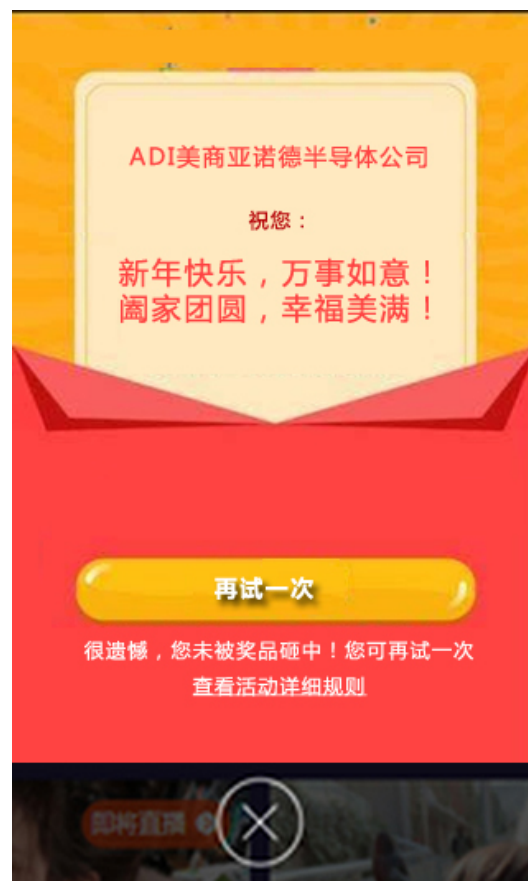 ADI美商亚诺德半导体公司
祝您：
新年快乐，万事如意！
阖家团圆，幸福美满！
再试一次
很遗憾，您未被奖品砸中！您可再试一次
查看活动详细规则
即将直播